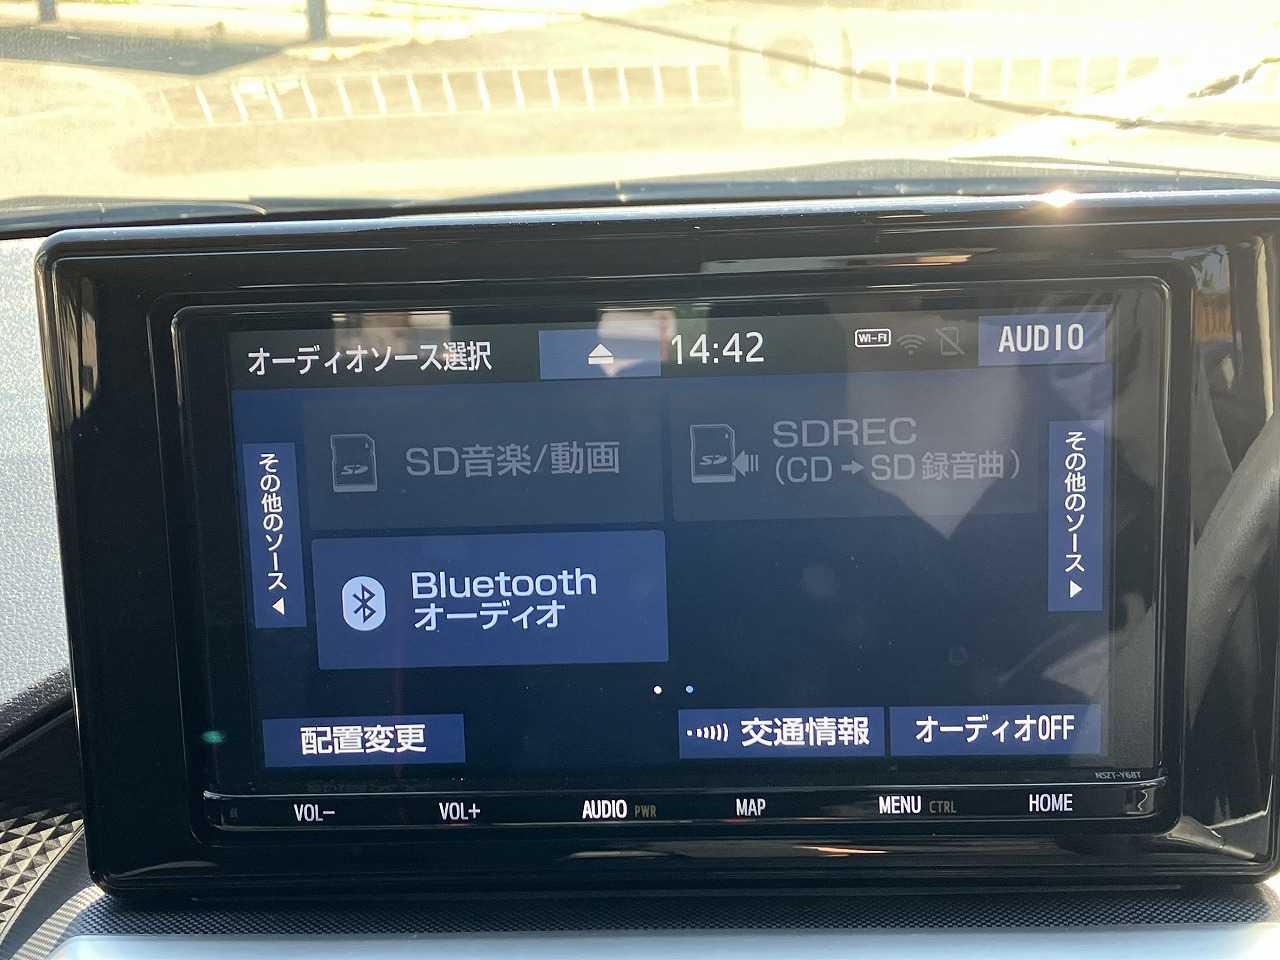 オーディオソース選択
14:42
Wi-Fi
AUDIO
その他のソース
SD
SD音楽/動画
SD
SDREC
(CD→SD録音曲)
その他のソース
Bluetooth
オーディオ
配置変更
交通情報
オーディオOFF
NSZT-Y68T
VOL-
VOL+
AUDIO PWR
MAP
MENU CTRL
HOME